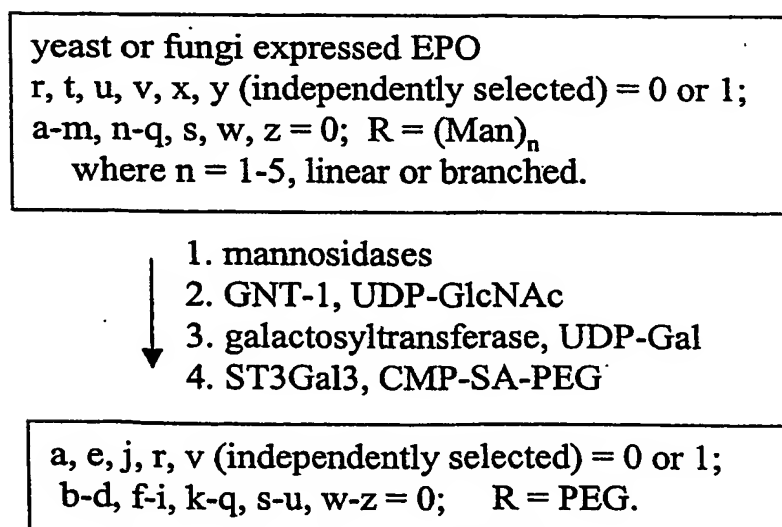 yeast or fungi expressed EPO
r, t, u, v, x, y (independently selected) = 0 or 1;
a-m, n-q, s, w, z = 0; R = (Man)n
where n = 1-5, linear or branched.
1. mannosidases
2. GNT-1, UDP-GlcNAc
3. galactosyltransferase, UDP-Gal
4. ST3Gal3, CMP-SA-PEG
a, e, j, r, v (independently selected) = 0 or 1;
b-d, f-i, k-q, s-u, w-z = 0; R = PEG.